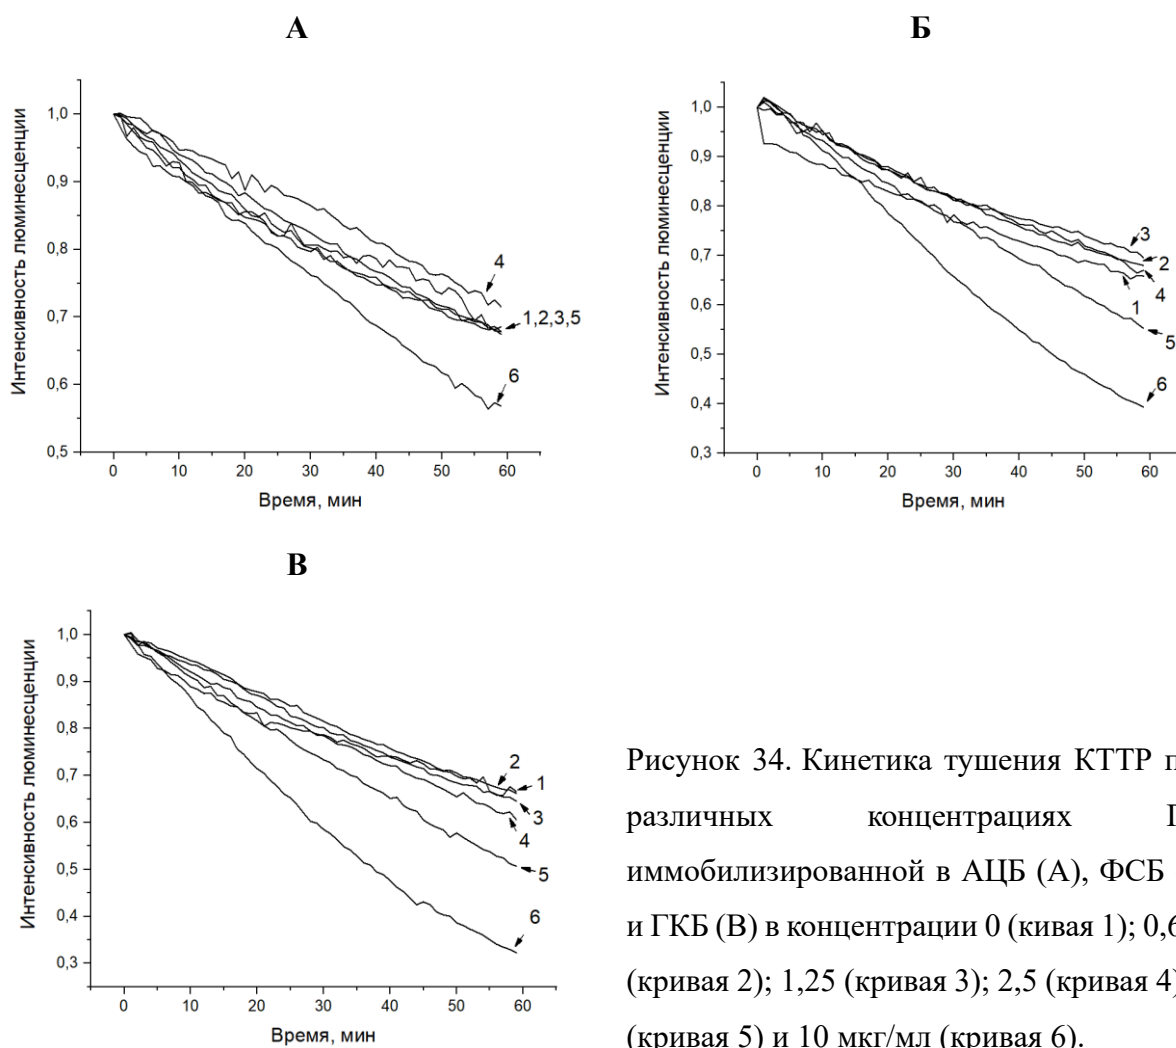 А
Интенсивность люминесценции
1,0
0,9
0,8
0,7
0,6
0,5
4
1,2,3,5
6
0 10 20 30 40 50 60
Время, мин
Б
Интенсивность люминесценции
1,0
0,9
0,8
0,7
0,6
0,5
0,4
0,3
3
2
4
1
5
6
0 10 20 30 40 50 60
Время, мин
В
Интенсивность люминесценции
1,0
0,9
0,8
0,7
0,6
0,5
0,4
0,3
2
1
3
4
5
6
0 10 20 30 40 50 60
Время, мин
Рисунок 34. Кинетика тушения КТТР
различных концентрациях
иммобилизированной в АЦБ (А), ФСБ
и ГКБ (В) в концентрации 0 (кивая 1); 0,6
(кривая 2); 1,25 (кривая 3); 2,5 (кривая 4)
(кривая 5) и 10 мкг/мл (кривая 6).